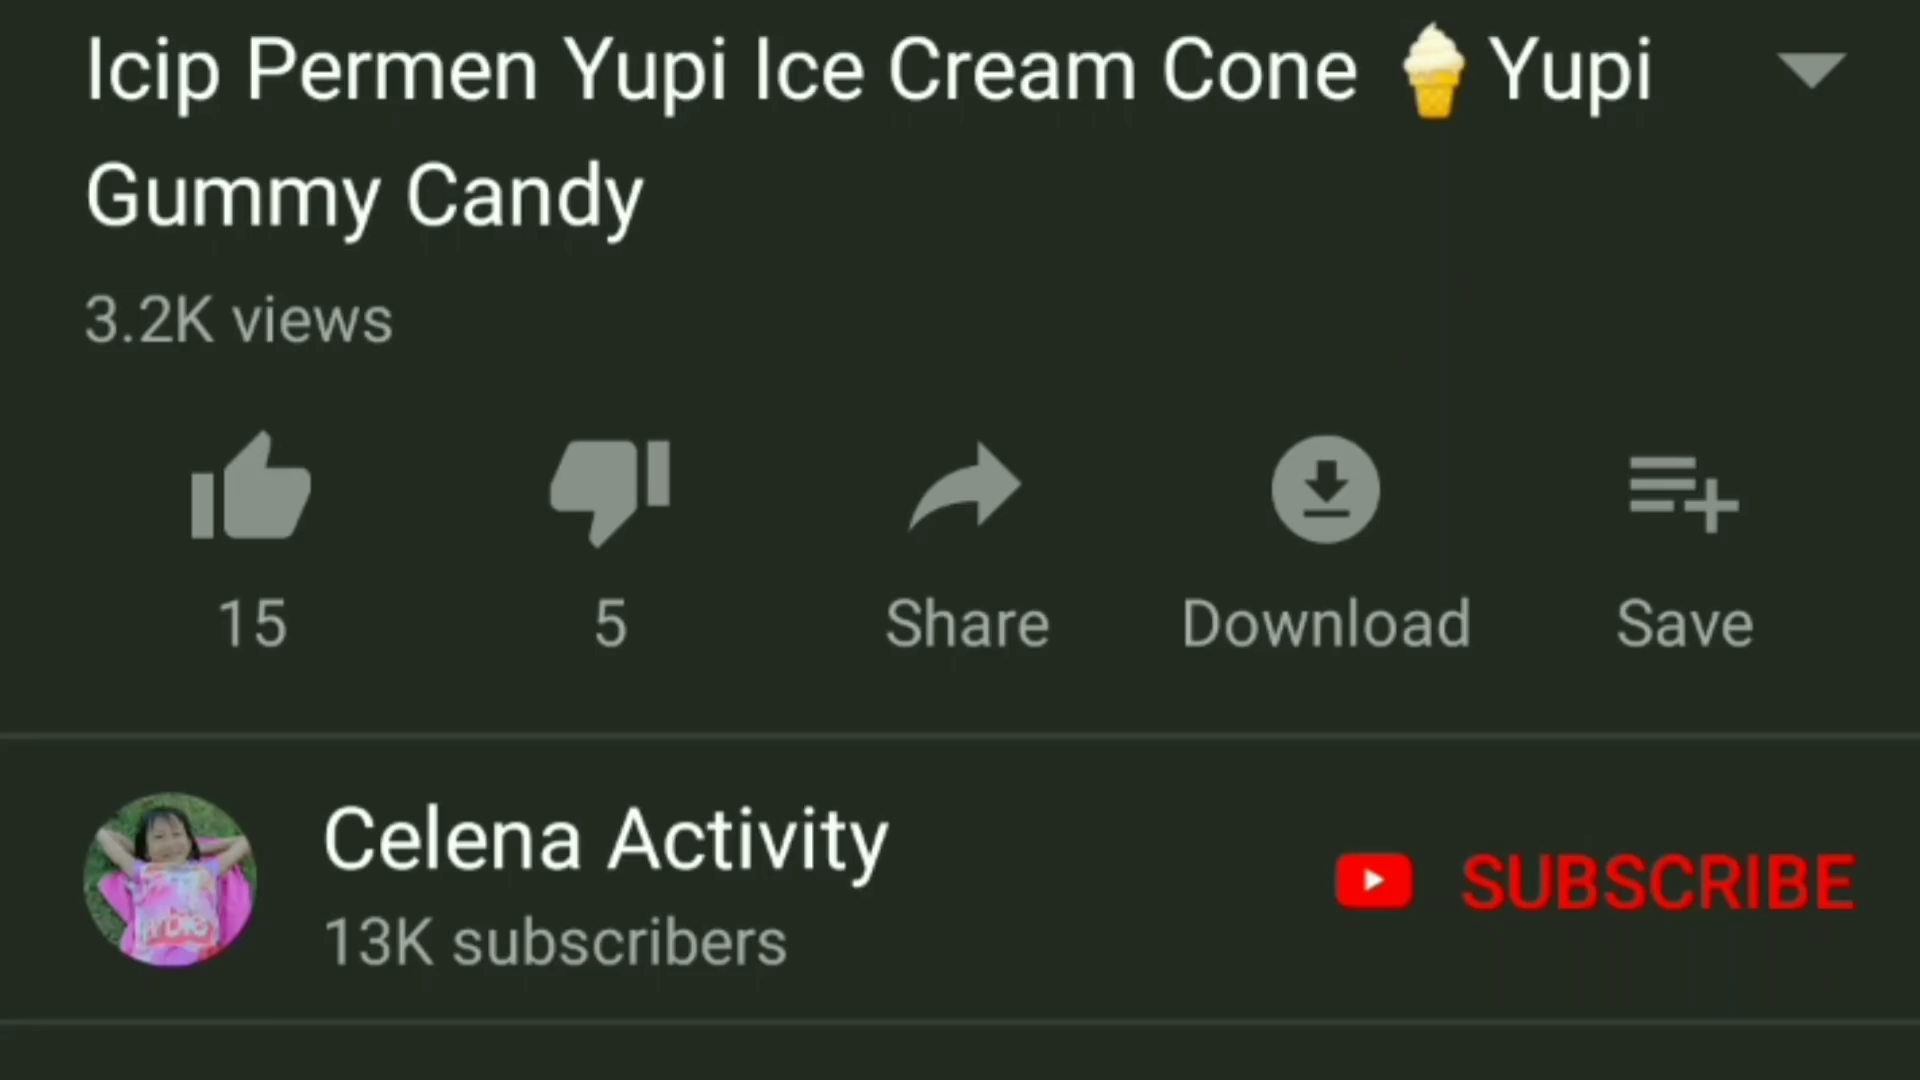 Icip Permen Yupi Ice Cream Cone 🍦 Yupi
Gummy Candy
3.2K views
15 5 Share Download Save
Celena Activity
SUBSCRIBE
13K subscribers